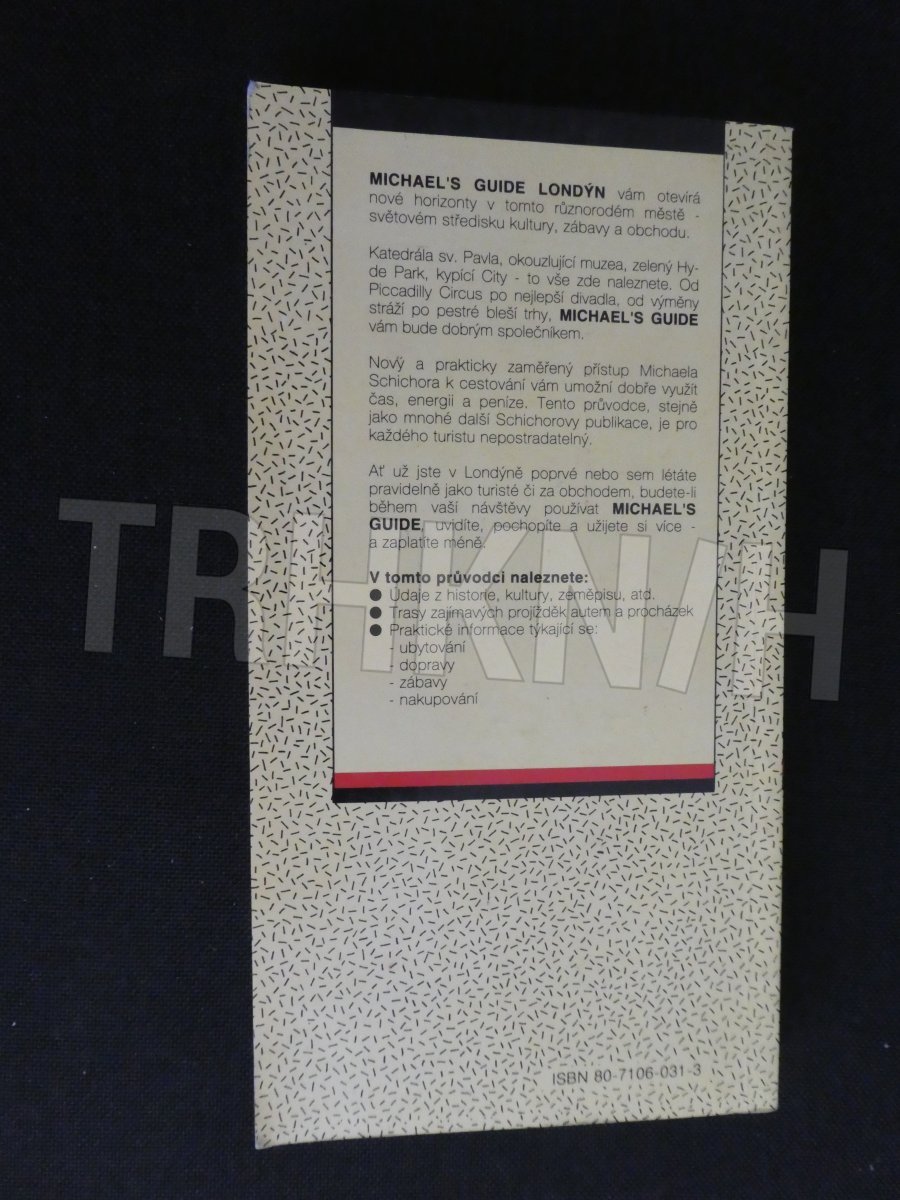 MICHAEL'S GUIDE LONDÝN vám otevírá
nové horizonty v tomto různorodém městě -
světovém středisku kultury, zábavy a obchodu.
Katedrála sv. Pavla, okouzlující muzea, zelený Hy-
de Park, kypící City - to vše zde naleznete. Od
Piccadilly Circus po nejlepší divadla, od výměny
stráží po pestré bleší trhy, MICHAEL'S GUIDE
vám bude dobrým společníkem.
Nový a prakticky zaměřený přístup Michaela
Schichora k cestování vám umožní dobře využít
čas, energii a peníze. Tento průvodce, stejně
jako mnohé další Schichorovy publikace, je pro
každého turistu nepostradatelný.
Ať už jste v Londýně poprvé nebo sem létáte
pravidelně jako turisté či za obchodem, budete-li
během vaší návštěvy používat MICHAEL'S
GUIDE, uvidíte, pochopíte a užijete si více -
a zaplatíte méně.
V tomto průvodci naleznete:
● Údaje z historie, kultury, zeměpisu, atd.
● Trasy zajímavých projížděk autem a procházek
● Praktické informace týkající se:
- ubytování
- dopravy
- zábavy
- nakupování
TRHKNIH
ISBN 80-7106-031-3